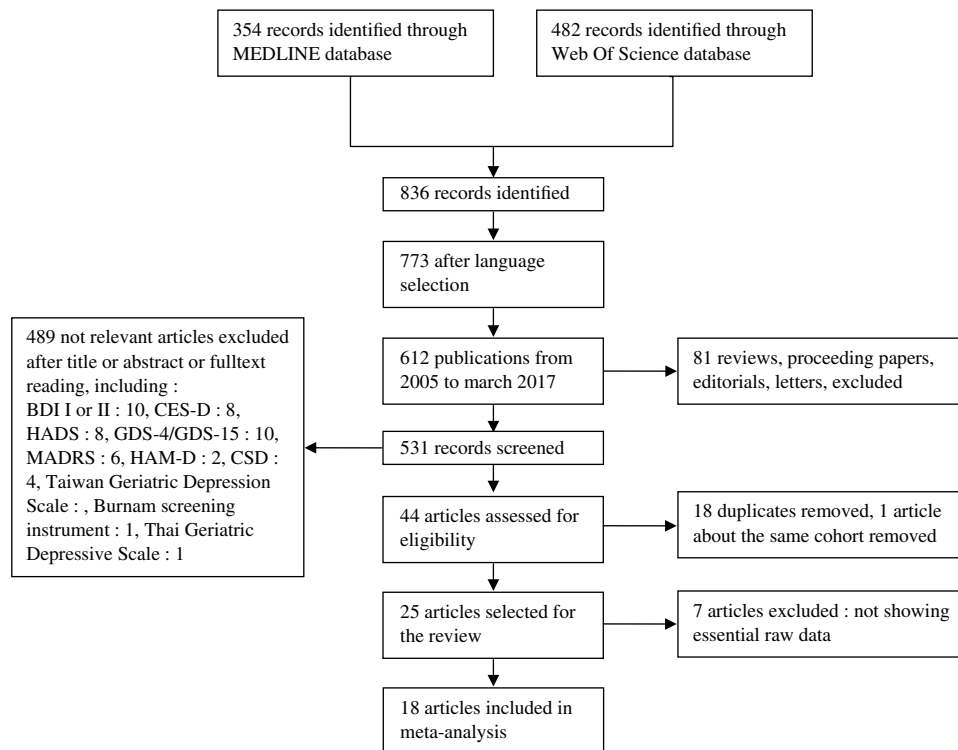 354 records identified through
MEDLINE database
482 records identified through
Web Of Science database
836 records identified
773 after language
selection
612 publications from
2005 to march 2017
81 reviews, proceeding papers,
editorials, letters, excluded
489 not relevant articles excluded
after title or abstract or fulltext
reading, including :
BDI I or II : 10, CES-D : 8,
HADS : 8, GDS-4/GDS-15 : 10,
MADRS : 6, HAM-D : 2, CSD :
4, Taiwan Geriatric Depression
Scale : , Burnam screening
instrument : 1, Thai Geriatric
Depressive Scale : 1
531 records screened
44 articles assessed for
eligibility
18 duplicates removed, 1 article
about the same cohort removed
25 articles selected for
the review
7 articles excluded : not showing
essential raw data
18 articles included in
meta-analysis